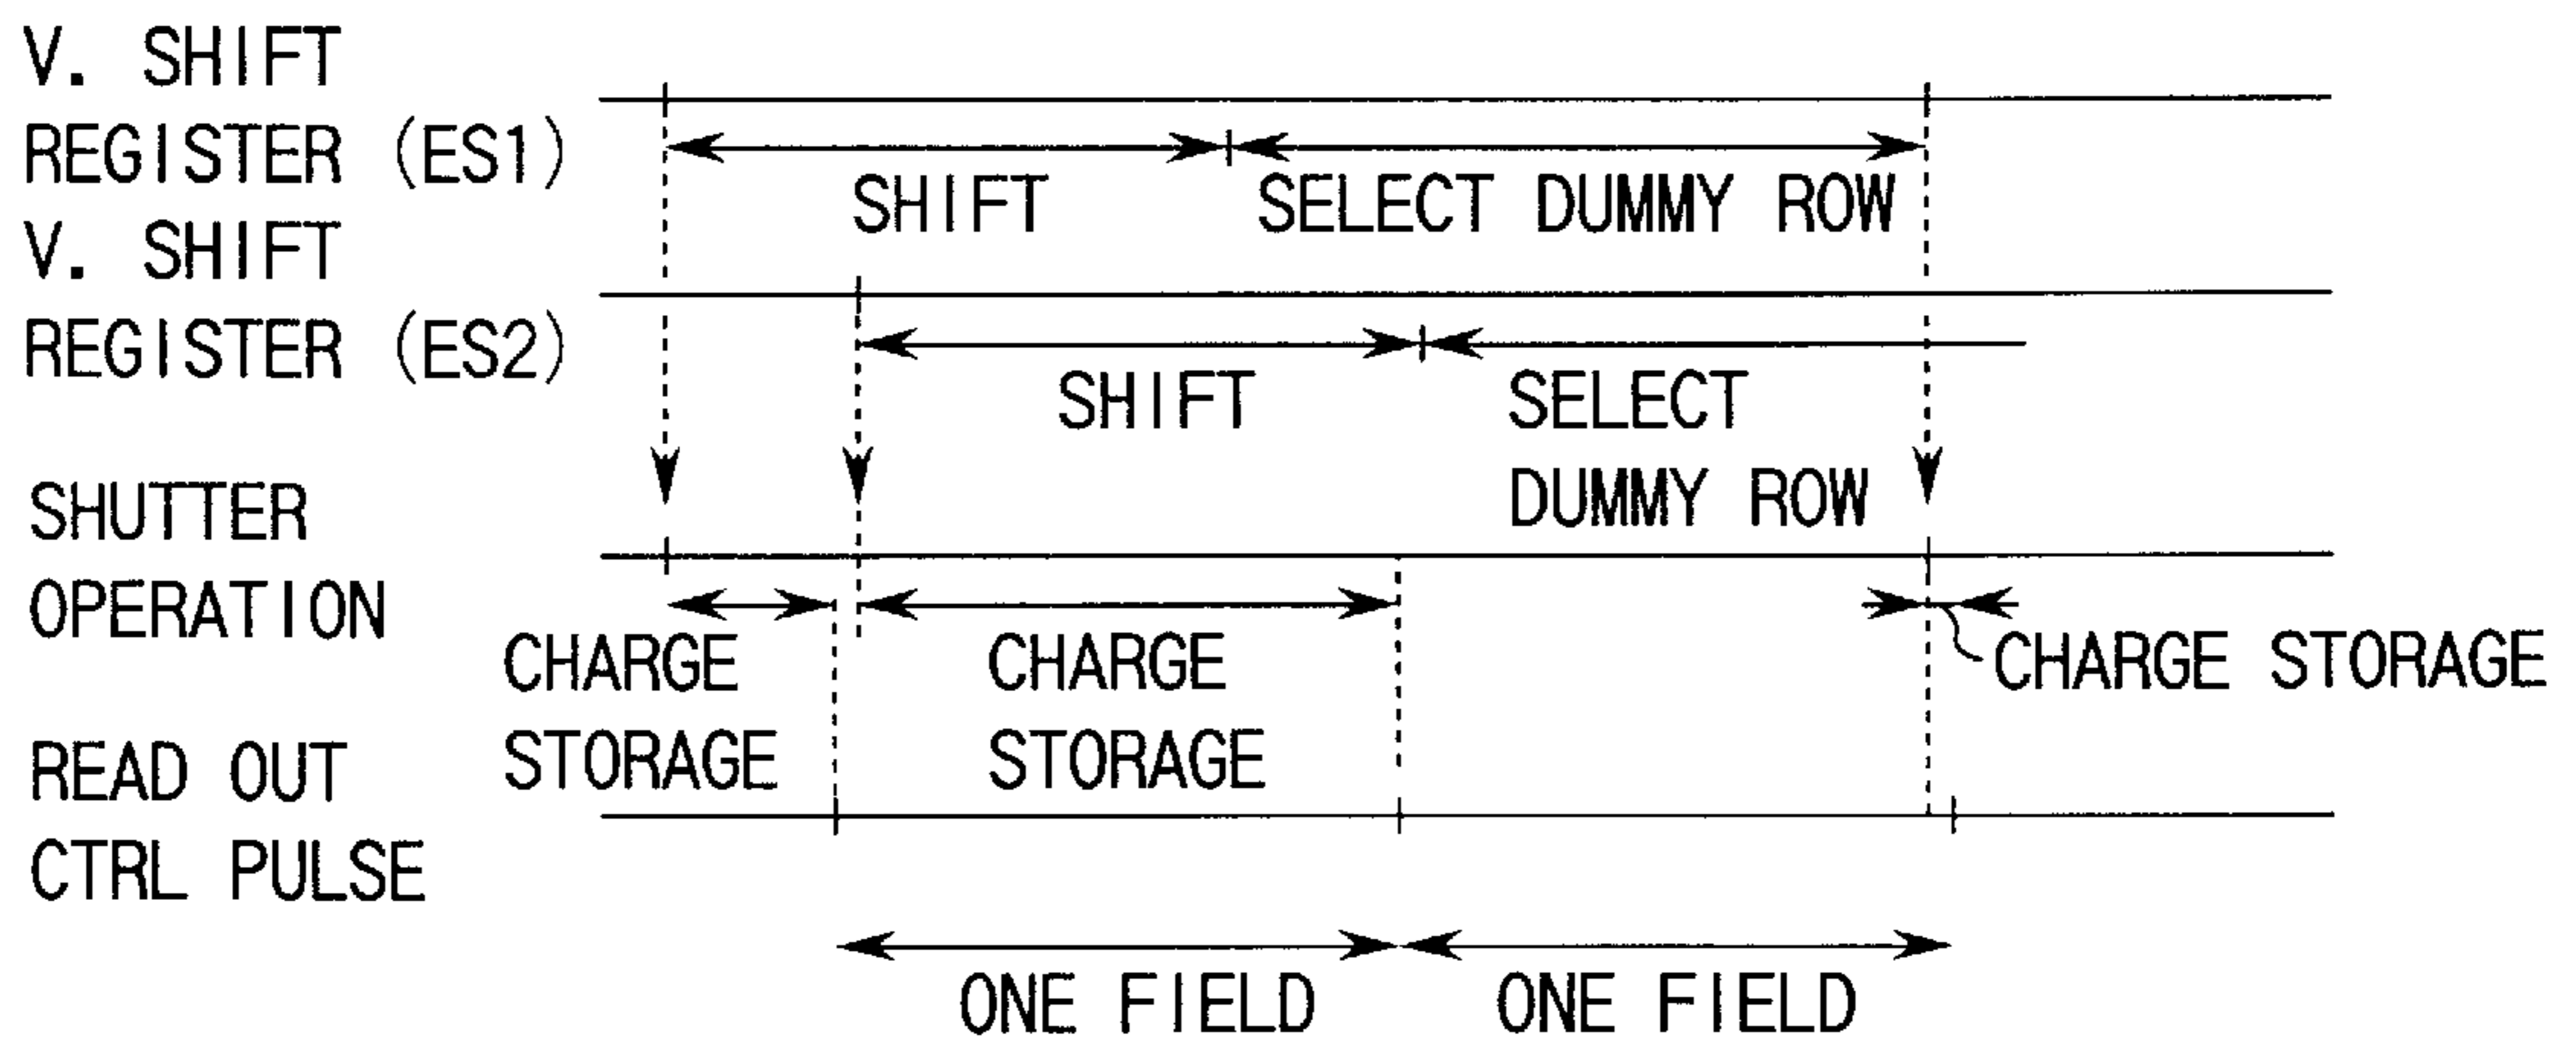 V. SHIFT
REGISTER (ES1)
SHIFT
SELECT DUMMY ROW
V. SHIFT
REGISTER (ES2)
SHIFT
SELECT
DUMMY ROW
SHUTTER
OPERATION
CHARGE
STORAGE
CHARGE
STORAGE
CHARGE STORAGE
READ OUT
CTRL PULSE
ONE FIELD
ONE FIELD